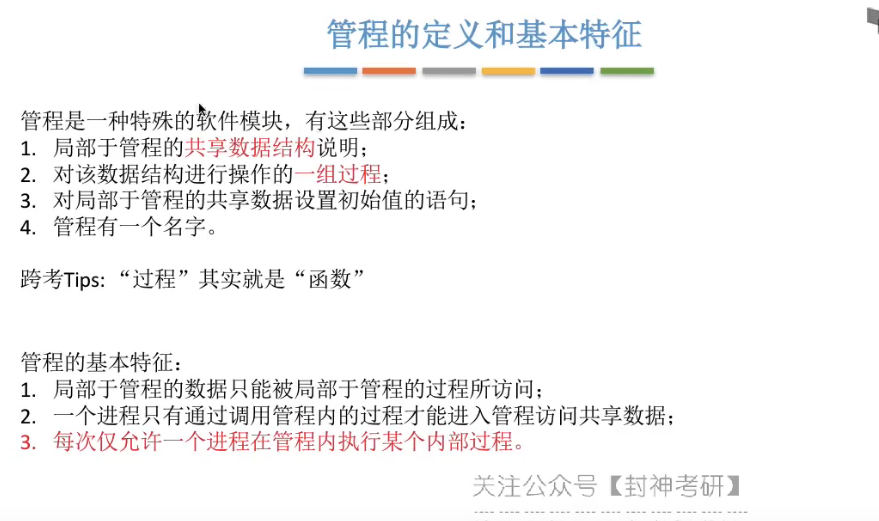 管程的定义和基本特征
管程是一种特殊的软件模块，有这些部分组成：
1. 局部于管程的共享数据结构说明；
2. 对该数据结构进行操作的一组过程；
3. 对局部于管程的共享数据设置初始值的语句；
4. 管程有一个名字。
跨考Tips: “过程”其实就是“函数”
管程的基本特征：
1. 局部于管程的数据只能被局部于管程的过程所访问；
2. 一个进程只有通过调用管程内的过程才能进入管程访问共享数据；
3. 每次仅允许一个进程在管程内执行某个内部过程。
关注公众号【封神考研】